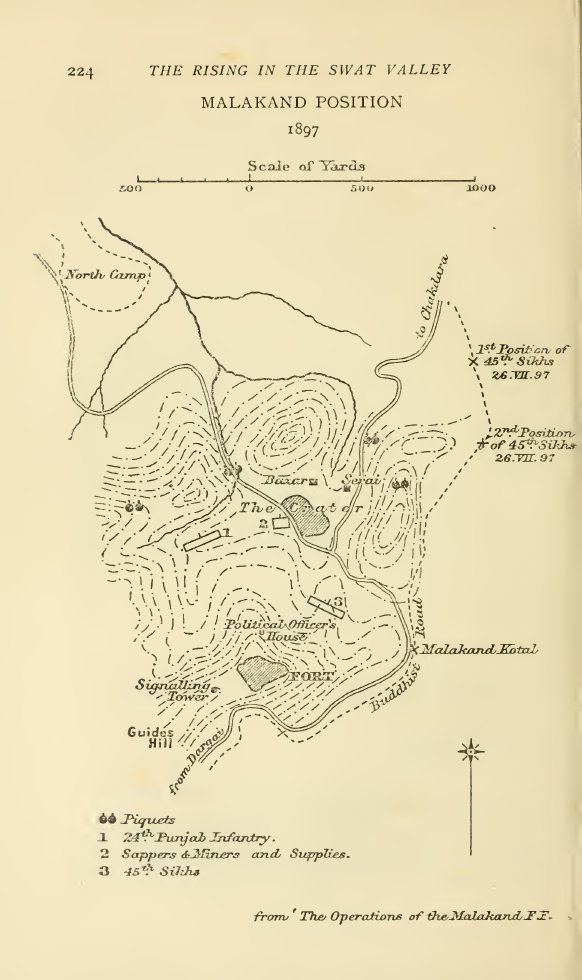 224
THE RISING IN THE SWAT VALLEY
MALAKAND POSITION
1897
Scale of Yards
500 0 500 1000
North Camp
to Chakdara
1st Position of
45th Sikhs
26.VII.97
2nd Position
of 45th Sikhs
26.VII.97
Bazar
Serai
The Crater
2
1
3
Political Officer's
House
Road
Malakand Kotal
FORT
Buddhist
Signalling
Tower
Guides
Hill
from Dargai
Piquets
1 24th Punjab Infantry.
2 Sappers & Miners and Supplies.
3 45th Sikhs
from ' The Operations of the Malakand F.F.